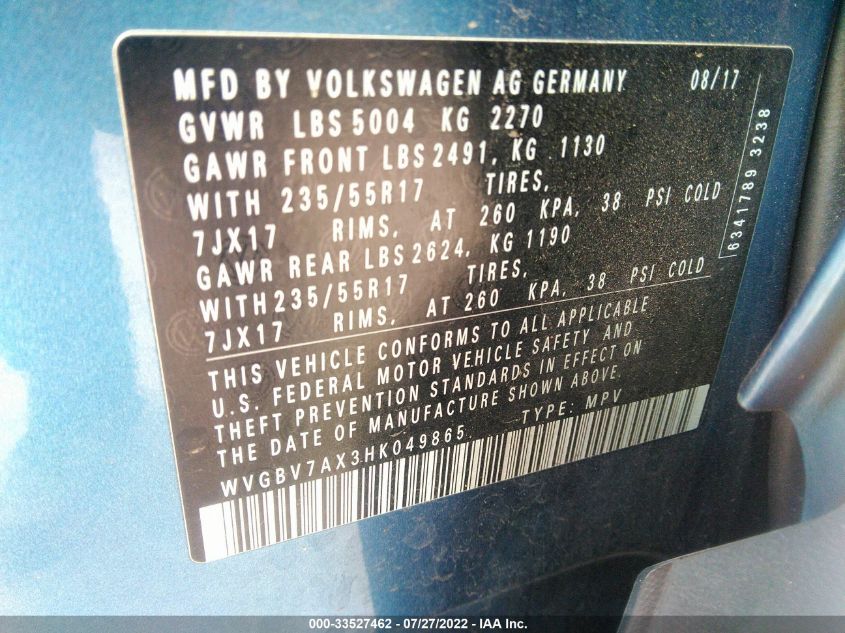 MFD BY VOLKSWAGEN AG GERMANY 08/17
GVWR LBS 5004 KG 2270
GAWR FRONT LBS 2491, KG 1130
WITH 235/55R17 TIRES,
7JX17 RIMS, AT 260 KPA, 38 PSI COLD
GAWR REAR LBS 2624, KG 1190
WITH 235/55R17 TIRES,
7JX17 RIMS, AT 260 KPA, 38 PSI COLD
THIS VEHICLE CONFORMS TO ALL APPLICABLE
U.S. FEDERAL MOTOR VEHICLE SAFETY AND
THEFT PREVENTION STANDARDS IN EFFECT ON
THE DATE OF MANUFACTURE SHOWN ABOVE.
WVGBV7AX3HK049865 TYPE: MPV
6341789 3238
000-33527462 / 07/27/2022 - IAA Inc.